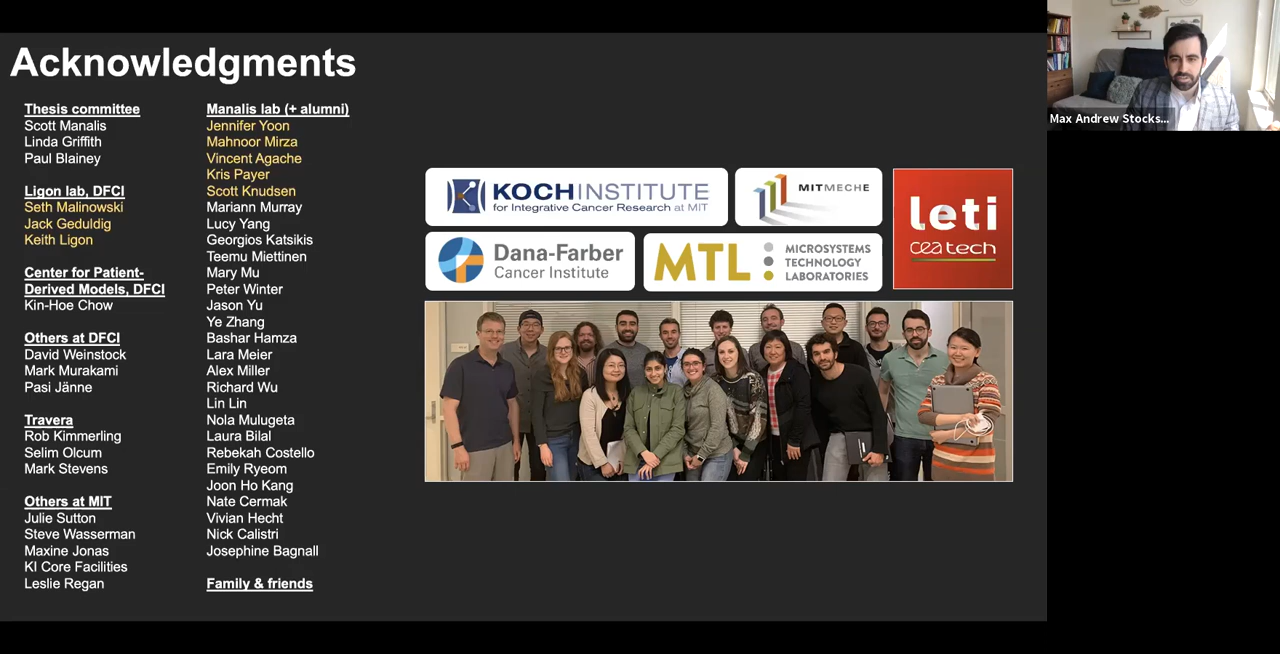 Acknowledgments
Thesis committee
Scott Manalis
Linda Griffith
Paul Blainey
Ligon lab, DFCI
Seth Malinowski
Jack Geduldig
Keith Ligon
Center for Patient-
Derived Models, DFCI
Kin-Hoe Chow
Others at DFCI
David Weinstock
Mark Murakami
Pasi Jänne
Travera
Rob Kimmerling
Selim Olcum
Mark Stevens
Others at MIT
Julie Sutton
Steve Wasserman
Maxine Jonas
KI Core Facilities
Leslie Regan
Manalis lab (+ alumni)
Jennifer Yoon
Mahnoor Mirza
Vincent Agache
Kris Payer
Scott Knudsen
Mariann Murray
Lucy Yang
Georgios Katsikis
Teemu Miettinen
Mary Mu
Peter Winter
Jason Yu
Ye Zhang
Bashar Hamza
Lara Meier
Alex Miller
Richard Wu
Lin Lin
Nola Mulugeta
Laura Bilal
Rebekah Costello
Emily Ryeom
Joon Ho Kang
Nate Cermak
Vivian Hecht
Nick Calistri
Josephine Bagnall
Family & friends
KOCH INSTITUTE
for Integrative Cancer Research at MIT
MITMECHE
leti
cea tech
Dana-Farber
Cancer Institute
MTL
MICROSYSTEMS
TECHNOLOGY
LABORATORIES
Max Andrew Stocks...